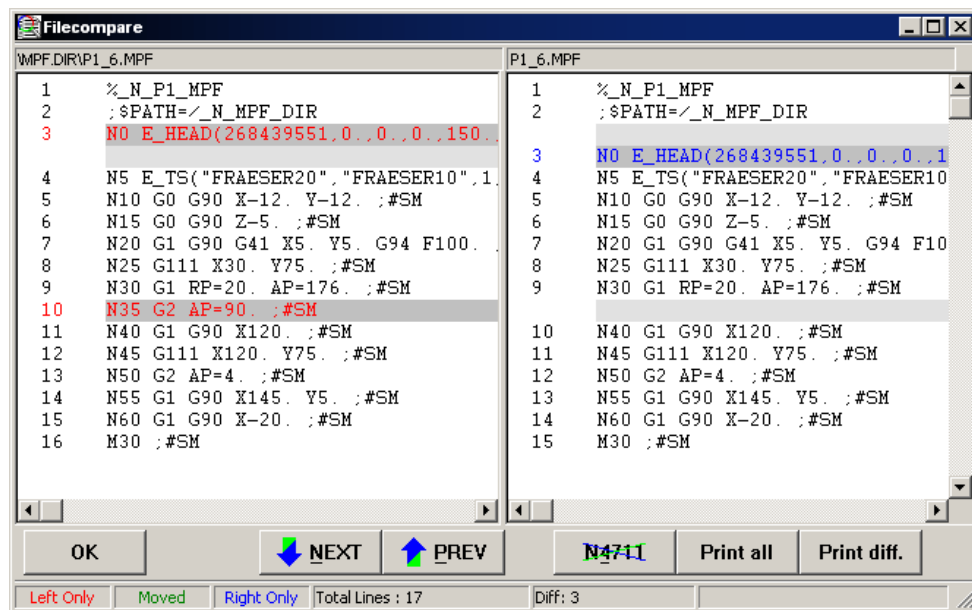 Filecompare
\MPF.DIR\P1_6.MPF
1 %_N_P1_MPF
2 ;$PATH=/_N_MPF_DIR
3 N0 E_HEAD(268439551,0.,0.,0.,150.,
4 N5 E_TS("FRAESER20","FRAESER10",1,
5 N10 G0 G90 X-12. Y-12. ;#SM
6 N15 G0 G90 Z-5. ;#SM
7 N20 G1 G90 G41 X5. Y5. G94 F100. ;
8 N25 G111 X30. Y75. ;#SM
9 N30 G1 RP=20. AP=176. ;#SM
10 N35 G2 AP=90. ;#SM
11 N40 G1 G90 X120. ;#SM
12 N45 G111 X120. Y75. ;#SM
13 N50 G2 AP=4. ;#SM
14 N55 G1 G90 X145. Y5. ;#SM
15 N60 G1 G90 X-20. ;#SM
16 M30 ;#SM
P1_6.MPF
1 %_N_P1_MPF
2 ;$PATH=/_N_MPF_DIR
3 N0 E_HEAD(268439551,0.,0.,0.,1
4 N5 E_TS("FRAESER20","FRAESER10
5 N10 G0 G90 X-12. Y-12. ;#SM
6 N15 G0 G90 Z-5. ;#SM
7 N20 G1 G90 G41 X5. Y5. G94 F10
8 N25 G111 X30. Y75. ;#SM
9 N30 G1 RP=20. AP=176. ;#SM
10 N40 G1 G90 X120. ;#SM
11 N45 G111 X120. Y75. ;#SM
12 N50 G2 AP=4. ;#SM
13 N55 G1 G90 X145. Y5. ;#SM
14 N60 G1 G90 X-20. ;#SM
15 M30 ;#SM
OK
NEXT
PREV
N4711
Print all
Print diff.
Left Only
Moved
Right Only
Total Lines : 17
Diff: 3